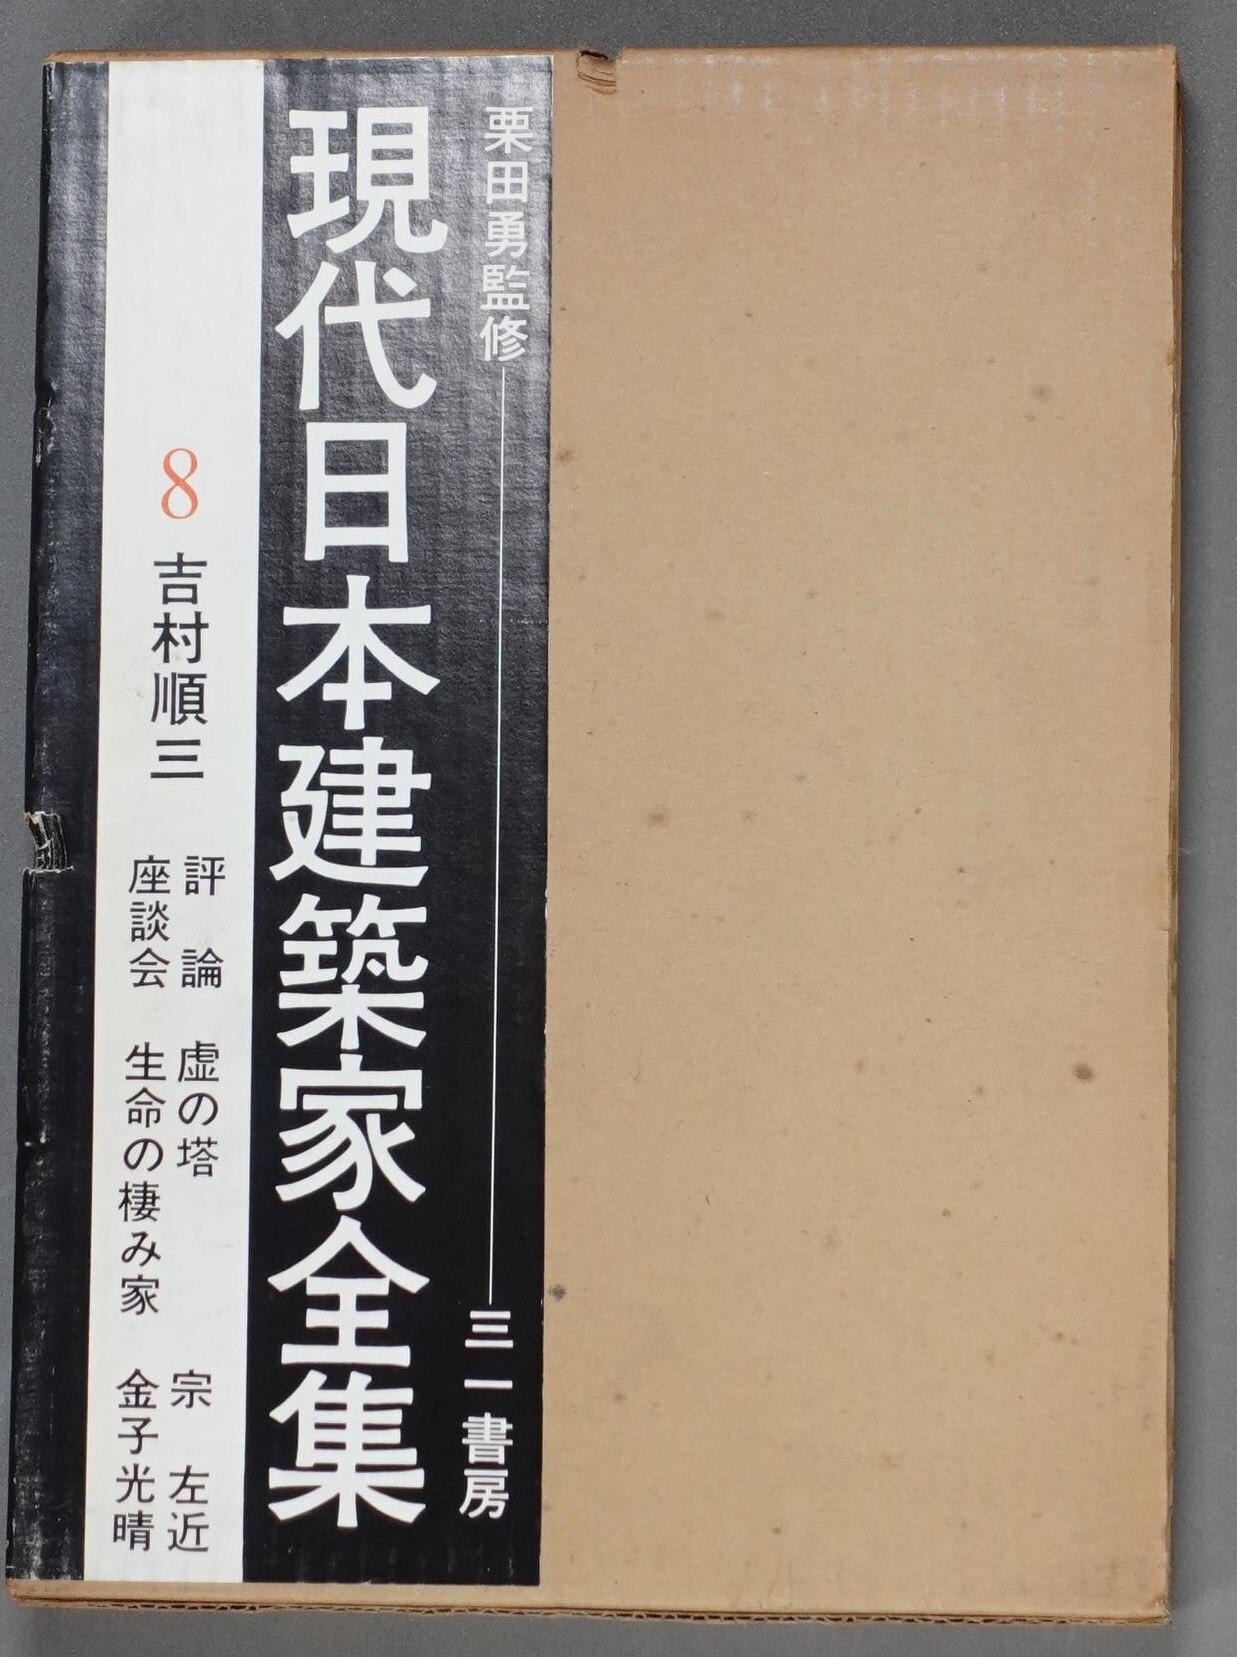 栗田勇監修 三一書房
現代日本建築家全集
8 吉村順三
評論 虚の塔 宗左近
座談会 生命の棲み家 金子光晴